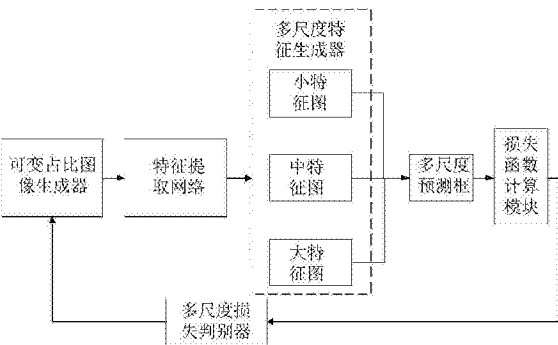 多尺度特
征生成器
小特
征图
可变占比图
像生成器
特征提
取网络
中特
征图
多尺度
预测框
损失
函数
计算
模块
大特
征图
多尺度损
失判别器